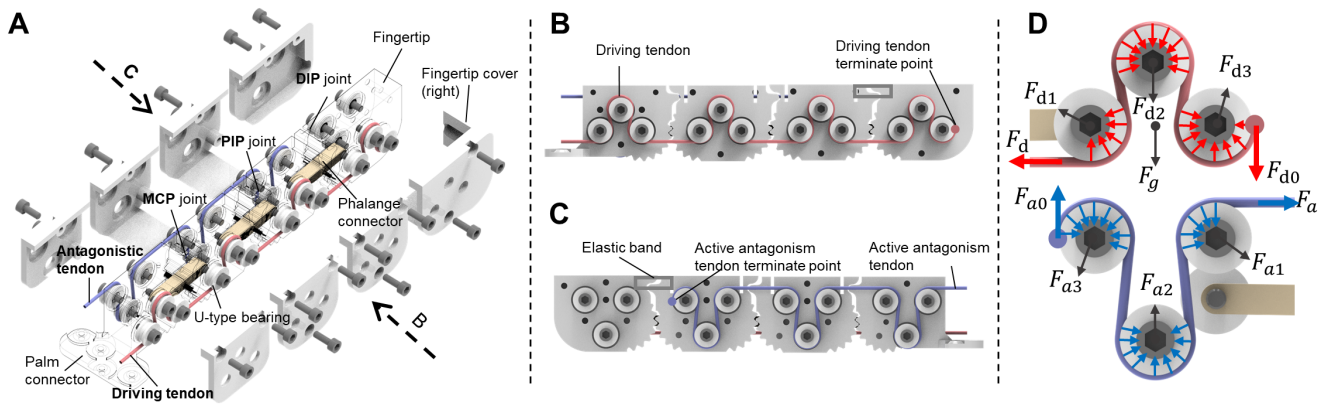 A
C
Fingertip
DIP joint
Fingertip cover
(right)
PIP joint
MCP joint
Phalange
connector
Antagonistic
tendon
U-type bearing
B
Palm
connector
Driving tendon
B
Driving tendon
Driving tendon
terminate point
C
Elastic band
Active antagonism
tendon terminate point
Active antagonism
tendon
D
F_d3
F_d1
F_d2
F_d
F_g
F_d0
F_a0
F_a
F_a3
F_a2
F_a1